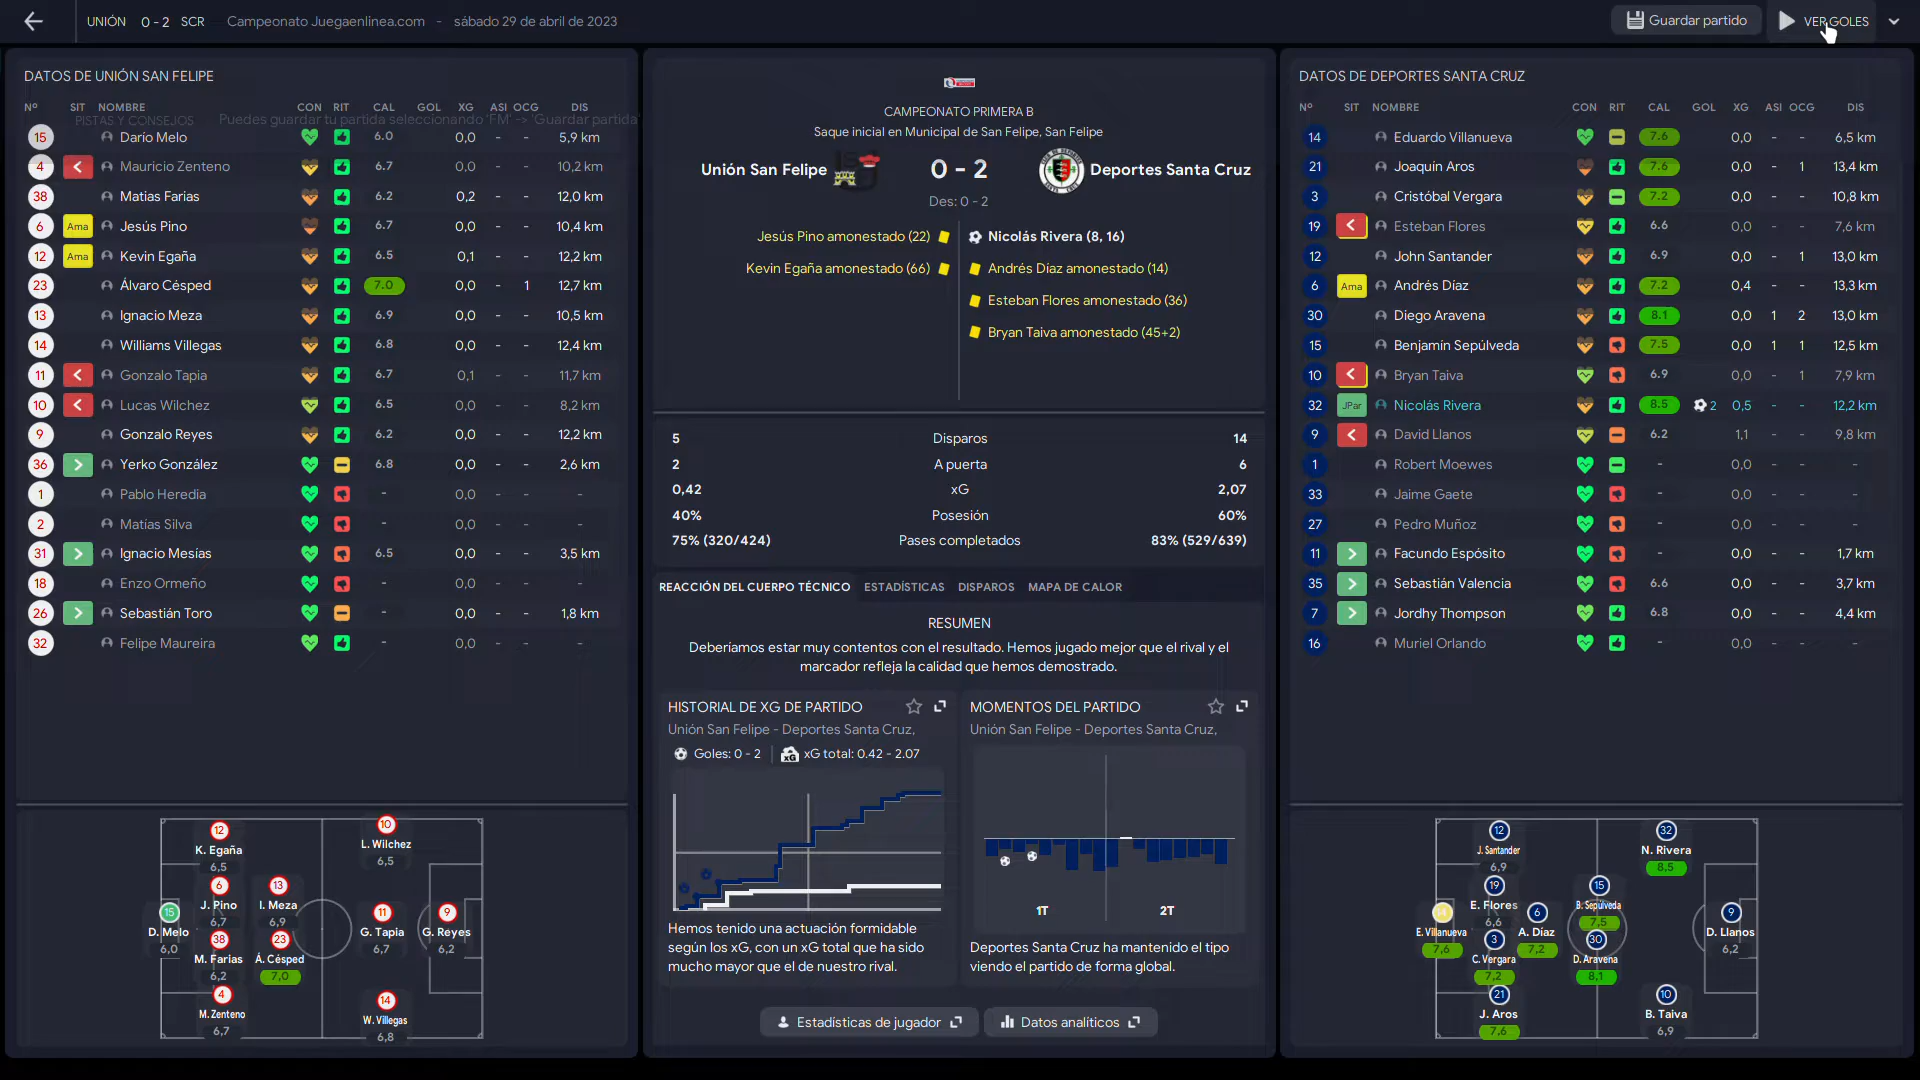 UNIÓN 0 - 2 SCR Campeonato Juegaenlinea.com - sábado 29 de abril de 2023 Guardar partido VER GOLES
DATOS DE UNIÓN SAN FELIPE
Nº SIT NOMBRE CON RIT CAL GOL XG ASI OCG DIS
PISTAS Y CONSEJOS Puedes guardar tu partida seleccionando 'FM' -> 'Guardar partida'
15 Darío Melo 6.0 0,0 - - 5,9 km
4 Mauricio Zenteno 6.7 0,0 - - 10,2 km
38 Matias Farias 6.2 0,2 - - 12,0 km
6 Ama Jesús Pino 6.7 0,0 - - 10,4 km
12 Ama Kevin Egaña 6.5 0,1 - - 12,2 km
23 Álvaro Césped 7.0 0,0 - 1 12,7 km
13 Ignacio Meza 6.9 0,0 - - 10,5 km
14 Williams Villegas 6.8 0,0 - - 12,4 km
11 Gonzalo Tapia 6.7 0,1 - - 11,7 km
10 Lucas Wilchez 6.5 0,0 - - 8,2 km
9 Gonzalo Reyes 6.2 0,0 - - 12,2 km
36 Yerko González 6.8 0,0 - - 2,6 km
1 Pablo Heredia - 0,0 - - -
2 Matías Silva - 0,0 - - -
31 Ignacio Mesías 6.5 0,0 - - 3,5 km
18 Enzo Ormeño - 0,0 - - -
26 Sebastián Toro - 0,0 - - 1,8 km
32 Felipe Maureira - 0,0 - - -
12
K. Egaña
6,5
10
L. Wilchez
6,5
6
J. Pino
6,7
13
I. Meza
6,9
15
D. Melo
6,0
11
G. Tapia
6,7
9
G. Reyes
6,2
38
M. Farias
6,2
23
Á. Césped
7,0
4
M. Zenteno
6,7
14
W. Villegas
6,8
CAMPEONATO PRIMERA B
Saque inicial en Municipal de San Felipe, San Felipe
Unión San Felipe 0 - 2 Deportes Santa Cruz
Des: 0 - 2
Jesús Pino amonestado (22) Nicolás Rivera (8, 16)
Kevin Egaña amonestado (66) Andrés Díaz amonestado (14)
Esteban Flores amonestado (36)
Bryan Taiva amonestado (45+2)
5 Disparos 14
2 A puerta 6
0,42 xG 2,07
40% Posesión 60%
75% (320/424) Pases completados 83% (529/639)
REACCIÓN DEL CUERPO TÉCNICO ESTADÍSTICAS DISPAROS MAPA DE CALOR
RESUMEN
Deberíamos estar muy contentos con el resultado. Hemos jugado mejor que el rival y el
marcador refleja la calidad que hemos demostrado.
HISTORIAL DE XG DE PARTIDO
Unión San Felipe - Deportes Santa Cruz,
Goles: 0 - 2 xG xG total: 0.42 - 2.07
Hemos tenido una actuación formidable
según los xG, con un xG total que ha sido
mucho mayor que el de nuestro rival.
MOMENTOS DEL PARTIDO
Unión San Felipe - Deportes Santa Cruz,
1T 2T
Deportes Santa Cruz ha mantenido el tipo
viendo el partido de forma global.
Estadísticas de jugador Datos analíticos
DATOS DE DEPORTES SANTA CRUZ
Nº SIT NOMBRE CON RIT CAL GOL XG ASI OCG DIS
14 Eduardo Villanueva 7.6 0,0 - - 6,5 km
21 Joaquín Aros 7.6 0,0 - 1 13,4 km
3 Cristóbal Vergara 7.2 0,0 - - 10,8 km
19 Esteban Flores 6.6 0,0 - - 7,6 km
12 John Santander 6.9 0,0 - 1 13,0 km
6 Ama Andrés Díaz 7.2 0,4 - - 13,3 km
30 Diego Aravena 8.1 0,0 1 2 13,0 km
15 Benjamín Sepúlveda 7.5 0,0 1 1 12,5 km
10 Bryan Taiva 6.9 0,0 - 1 7,9 km
32 JPar Nicolás Rivera 8.5 2 0,5 - - 12,2 km
9 David Llanos 6.2 1,1 - - 9,8 km
1 Robert Moewes - 0,0 - - -
33 Jaime Gaete - 0,0 - - -
27 Pedro Muñoz - 0,0 - - -
11 Facundo Espósito - 0,0 - - 1,7 km
35 Sebastián Valencia 6.6 0,0 - - 3,7 km
7 Jordhy Thompson 6.8 0,0 - - 4,4 km
16 Muriel Orlando - 0,0 - - -
12
J. Santander
6,9
32
N. Rivera
8,5
19
E. Flores
6,6
15
B. Sepúlveda
7,5
14
E. Villanueva
7,6
6
A. Díaz
7,2
9
D. Llanos
6,2
3
C. Vergara
7,2
30
D. Aravena
8,1
21
J. Aros
7,6
10
B. Taiva
6,9